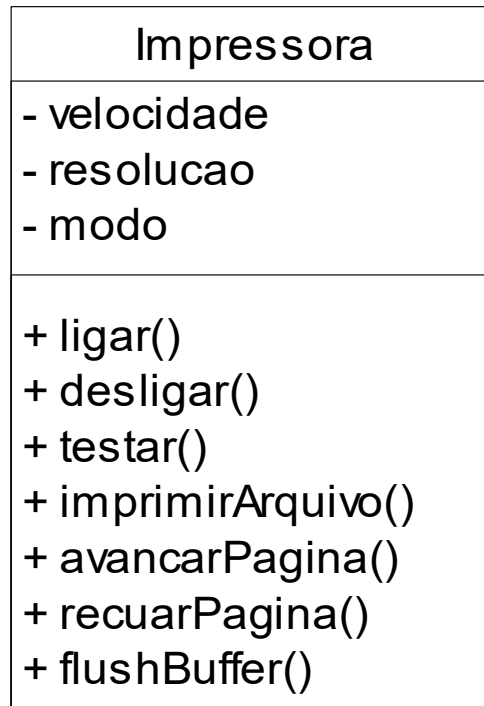 Impressora
- velocidade
- resolucao
- modo
+ ligar()
+ desligar()
+ testar()
+ imprimirArquivo()
+ avancarPagina()
+ recuarPagina()
+ flushBuffer()